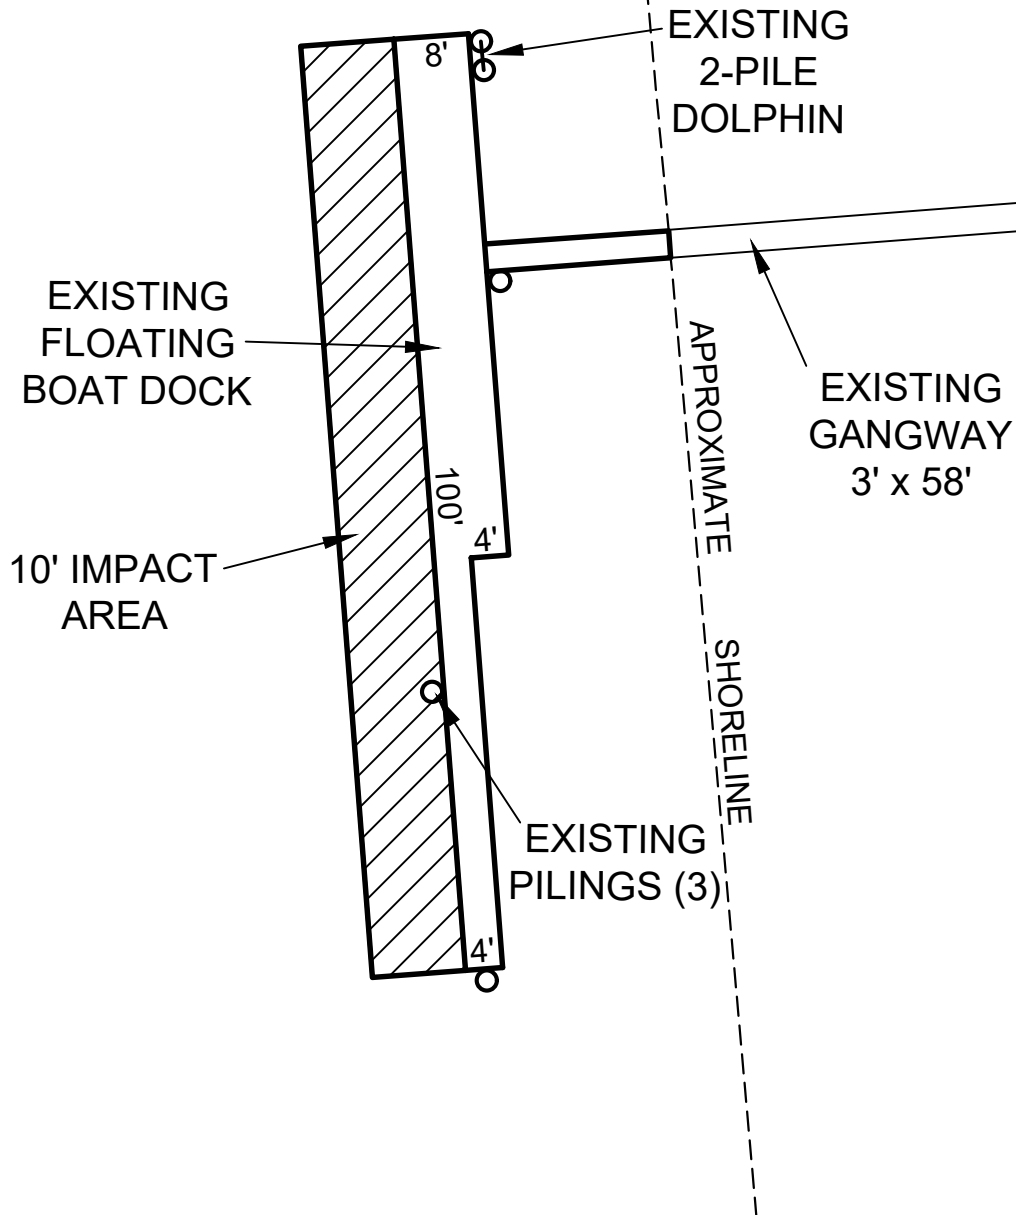 EXISTING
2-PILE
DOLPHIN
8'
EXISTING
FLOATING
BOAT DOCK
APPROXIMATE
EXISTING
GANGWAY
3' x 58'
100'
4'
10' IMPACT
AREA
SHORELINE
EXISTING
PILINGS (3)
4'